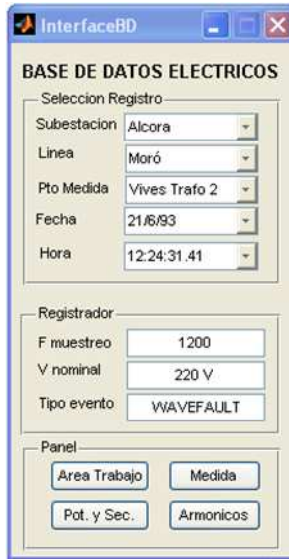 InterfaceBD
BASE DE DATOS ELECTRICOS
Seleccion Registro
Subestacion Alcora
Linea Moró
Pto Medida Vives Trafo 2
Fecha 21/6/93
Hora 12:24:31.41
Registrador
F muestreo 1200
V nominal 220 V
Tipo evento WAVEFAULT
Panel
Area Trabajo Medida
Pot. y Sec. Armonicos